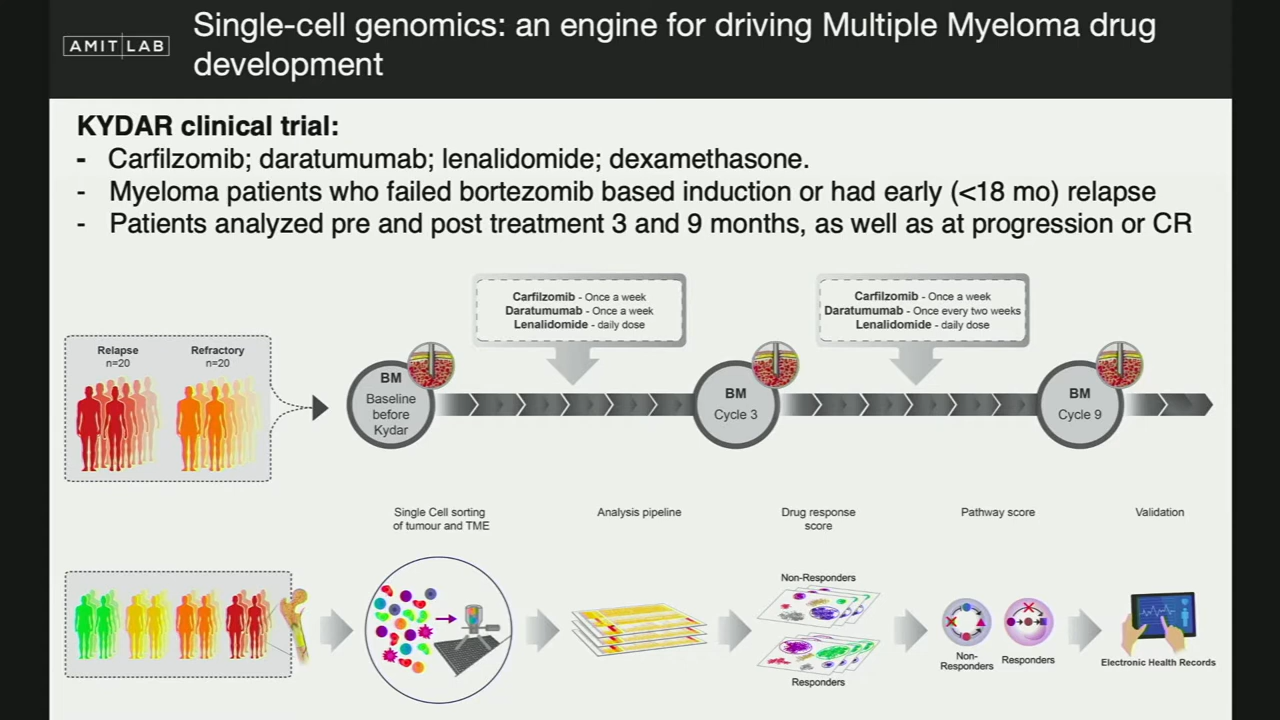 AMIT LAB
Single-cell genomics: an engine for driving Multiple Myeloma drug
development
KYDAR clinical trial:
- Carfilzomib; daratumumab; lenalidomide; dexamethasone.
- Myeloma patients who failed bortezomib based induction or had early (<18 mo) relapse
- Patients analyzed pre and post treatment 3 and 9 months, as well as at progression or CR
Carfilzomib - Once a week
Daratumumab - Once a week
Lenalidomide - daily dose
Carfilzomib - Once a week
Daratumumab - Once every two weeks
Lenalidomide - daily dose
Relapse
n=20
Refractory
n=20
BM
Baseline
before
Kydar
BM
Cycle 3
BM
Cycle 9
Single Cell sorting
of tumour and TME
Analysis pipeline
Drug response
score
Pathway score
Validation
Non-Responders
Responders
Non-
Responders
Responders
Electronic Health Records